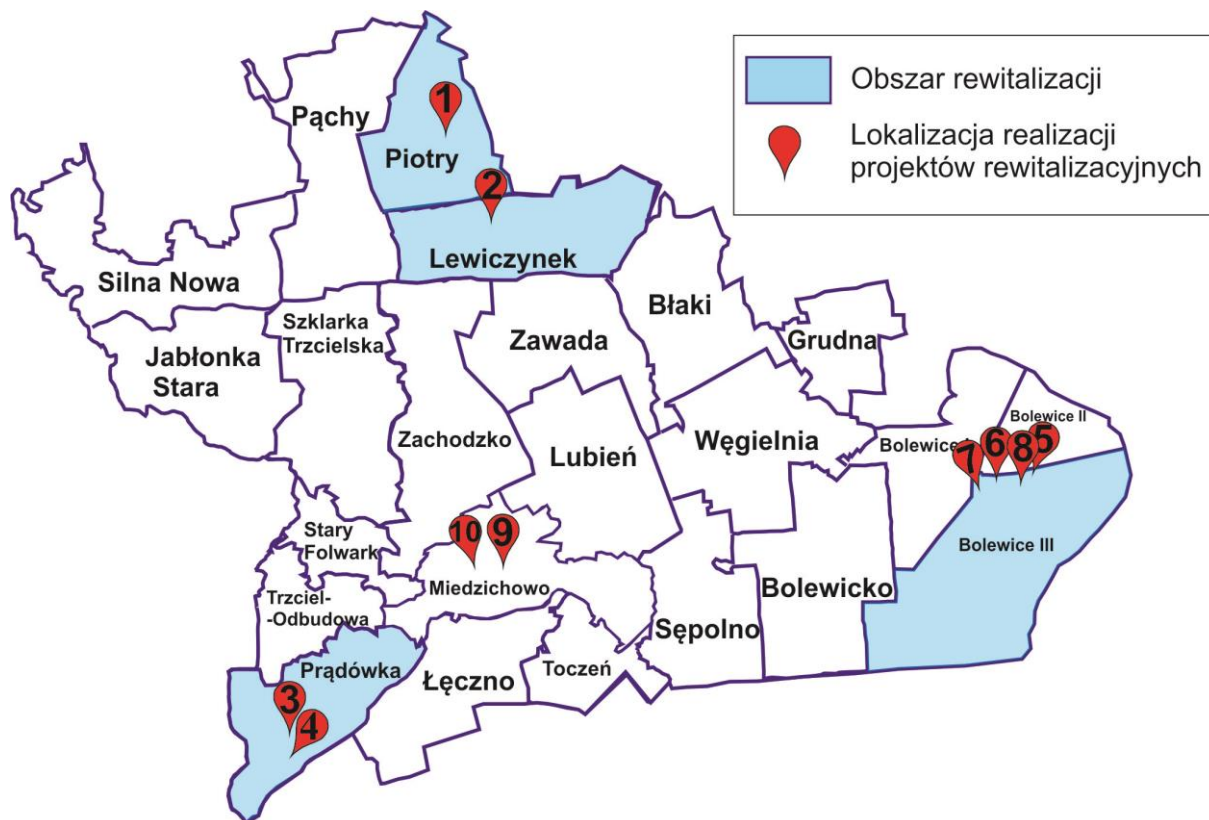 Obszar rewitalizacji
Lokalizacja realizacji
projektów rewitalizacyjnych
Pąchy
1
Piotry
2
Lewiczynek
Silna Nowa
Błaki
Szklarka
Trzcielska
Zawada
Grudna
Jabłonka
Stara
Bolewice II
Zachodzko
Lubień
Węgielnia
Bolewice I
7
6
8
5
Stary
Folwark
10
9
Bolewice III
Miedzichowo
Bolewicko
Trzciel-
-Odbudowa
Sępolno
Prądówka
Łęczno
Toczeń
3
4